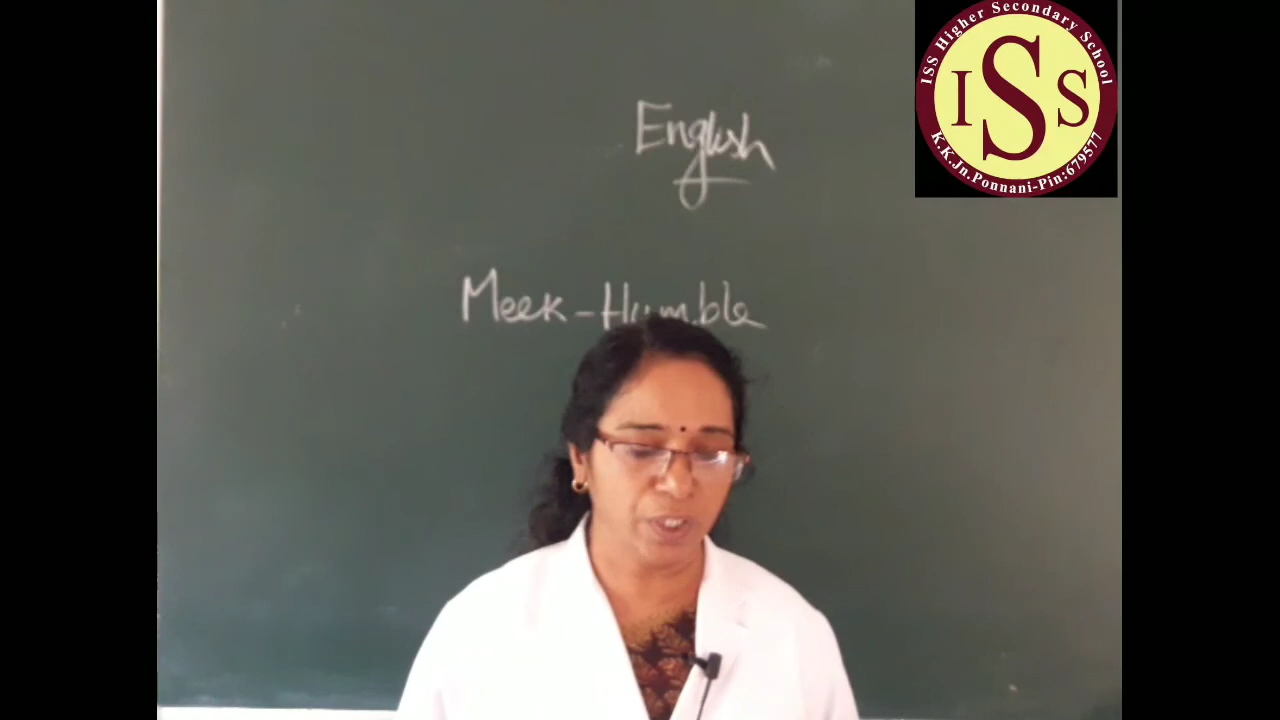 English
Meek - Humble
ISS Higher Secondary School
ISS
K.K.Jn.Ponnani-Pin:679577